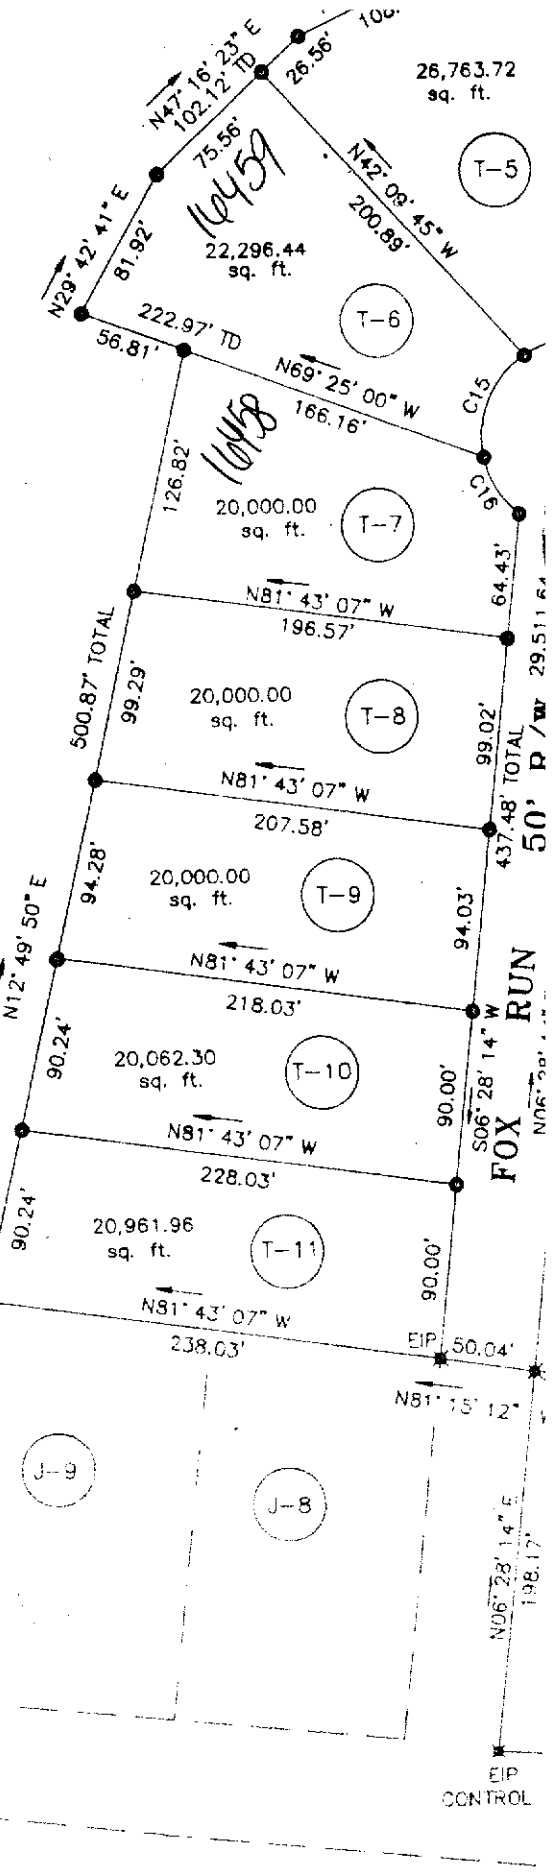 N47° 16' 23" E
102.12' TD
26.56'
75.56'
26,763.72
sq. ft.
T-5
16459
N42° 09' 45" W
200.89'
N29° 42' 41" E
81.92'
22,296.44
sq. ft.
T-6
222.97' TD
56.81'
N69° 25' 00" W
166.16'
C15
16458
C16
126.82'
20,000.00
sq. ft.
T-7
64.43'
N81° 43' 07" W
196.57'
500.87' TOTAL
99.29'
20,000.00
sq. ft.
T-8
99.02'
29,511.64
437.48' TOTAL
50' R/W
N81° 43' 07" W
207.58'
94.28'
20,000.00
sq. ft.
T-9
94.03'
N12° 49' 50" E
N81° 43' 07" W
218.03'
90.24'
20,062.30
sq. ft.
T-10
90.00'
S06° 28' 14" W
FOX RUN
N81° 43' 07" W
228.03'
90.24'
20,961.96
sq. ft.
T-11
90.00'
N81° 43' 07" W
238.03'
EIP
50.04'
N81° 15' 12"
J-9
J-8
N06° 28' 14" E
198.17'
EIP
CONTROL